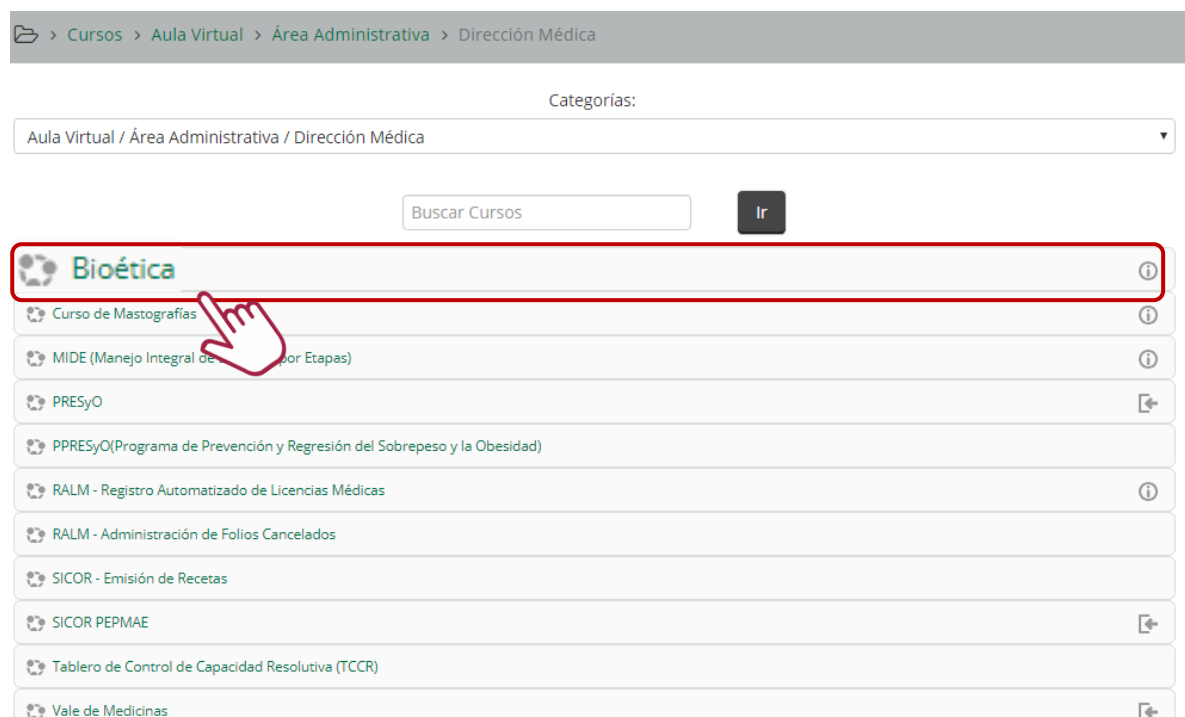 > Cursos > Aula Virtual > Área Administrativa > Dirección Médica
Categorías:
Aula Virtual / Área Administrativa / Dirección Médica
Buscar Cursos Ir
Bioética
Curso de Mastografías
MIDE (Manejo Integral de por Etapas)
PRESyO
PPRESyO(Programa de Prevención y Regresión del Sobrepeso y la Obesidad)
RALM - Registro Automatizado de Licencias Médicas
RALM - Administración de Folios Cancelados
SICOR - Emisión de Recetas
SICOR PEPMAE
Tablero de Control de Capacidad Resolutiva (TCCR)
Vale de Medicinas